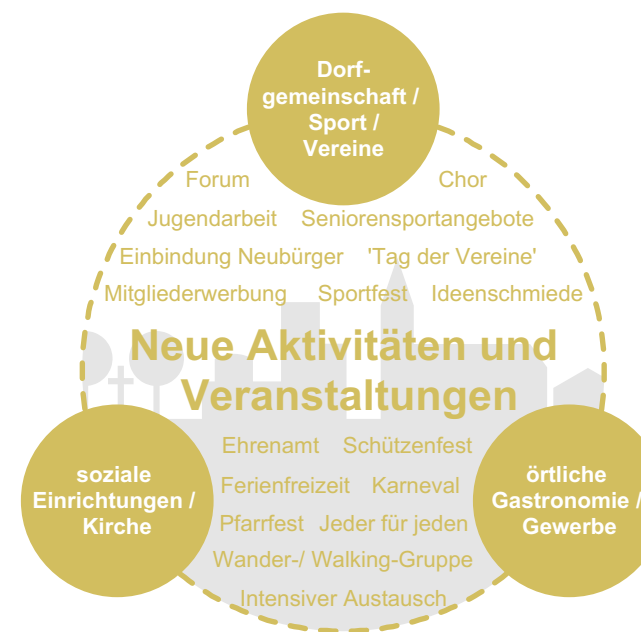 Dorf-
gemeinschaft /
Sport /
Vereine
Forum Chor
Jugendarbeit Seniorensportangebote
Einbindung Neubürger 'Tag der Vereine'
Mitgliederwerbung Sportfest Ideenschmiede
Neue Aktivitäten und
Veranstaltungen
Ehrenamt Schützenfest
Ferienfreizeit Karneval
Pfarrfest Jeder für jeden
Wander-/ Walking-Gruppe
Intensiver Austausch
soziale
Einrichtungen /
Kirche
örtliche
Gastronomie /
Gewerbe